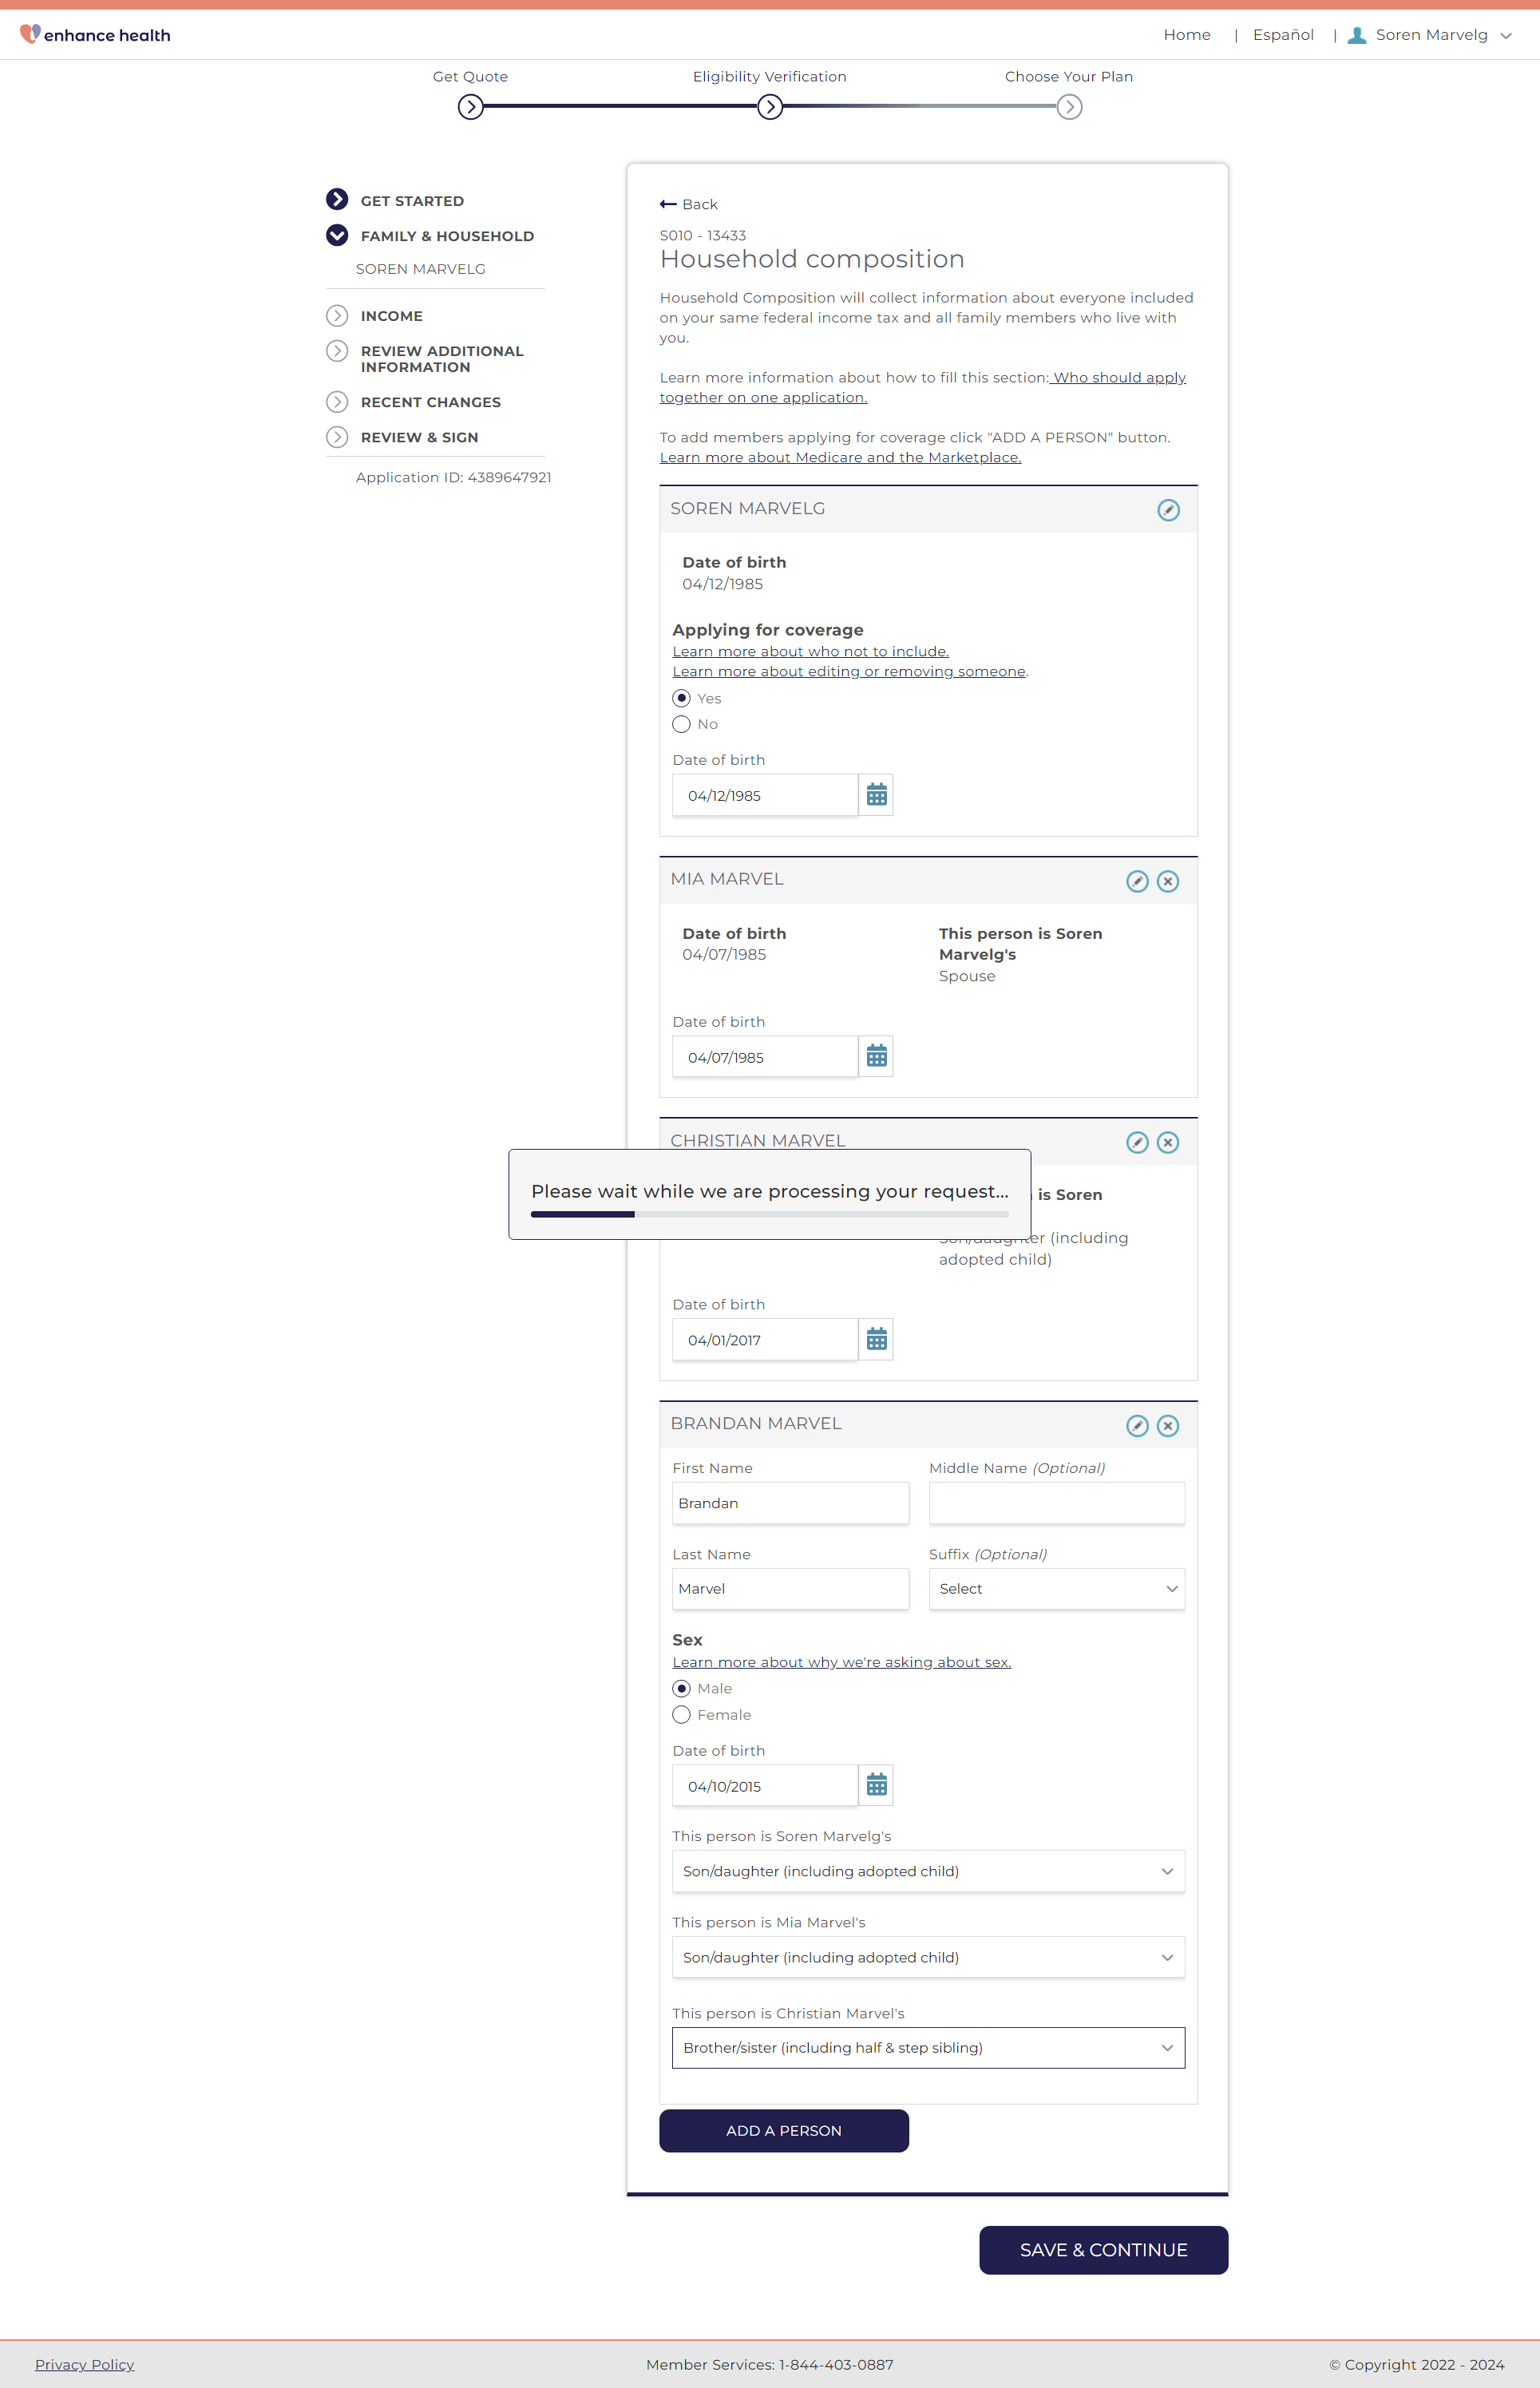 enhance health
Home | Español | Soren Marvelg
Get Quote Eligibility Verification Choose Your Plan
GET STARTED
FAMILY & HOUSEHOLD
SOREN MARVELG
INCOME
REVIEW ADDITIONAL
INFORMATION
RECENT CHANGES
REVIEW & SIGN
Application ID: 4389647921
Back
S010 - 13433
Household composition
Household Composition will collect information about everyone included
on your same federal income tax and all family members who live with
you.
Learn more information about how to fill this section: Who should apply
together on one application.
To add members applying for coverage click "ADD A PERSON" button.
Learn more about Medicare and the Marketplace.
SOREN MARVELG
Date of birth
04/12/1985
Applying for coverage
Learn more about who not to include.
Learn more about editing or removing someone.
Yes
No
Date of birth
04/12/1985
MIA MARVEL
Date of birth
04/07/1985
This person is Soren
Marvelg's
Spouse
Date of birth
04/07/1985
CHRISTIAN MARVEL
Please wait while we are processing your request...
is Soren
Son/daughter (including
adopted child)
Date of birth
04/01/2017
BRANDAN MARVEL
First Name Middle Name (Optional)
Brandan
Last Name Suffix (Optional)
Marvel Select
Sex
Learn more about why we're asking about sex.
Male
Female
Date of birth
04/10/2015
This person is Soren Marvelg's
Son/daughter (including adopted child)
This person is Mia Marvel's
Son/daughter (including adopted child)
This person is Christian Marvel's
Brother/sister (including half & step sibling)
ADD A PERSON
SAVE & CONTINUE
Privacy Policy Member Services: 1-844-403-0887 © Copyright 2022 - 2024